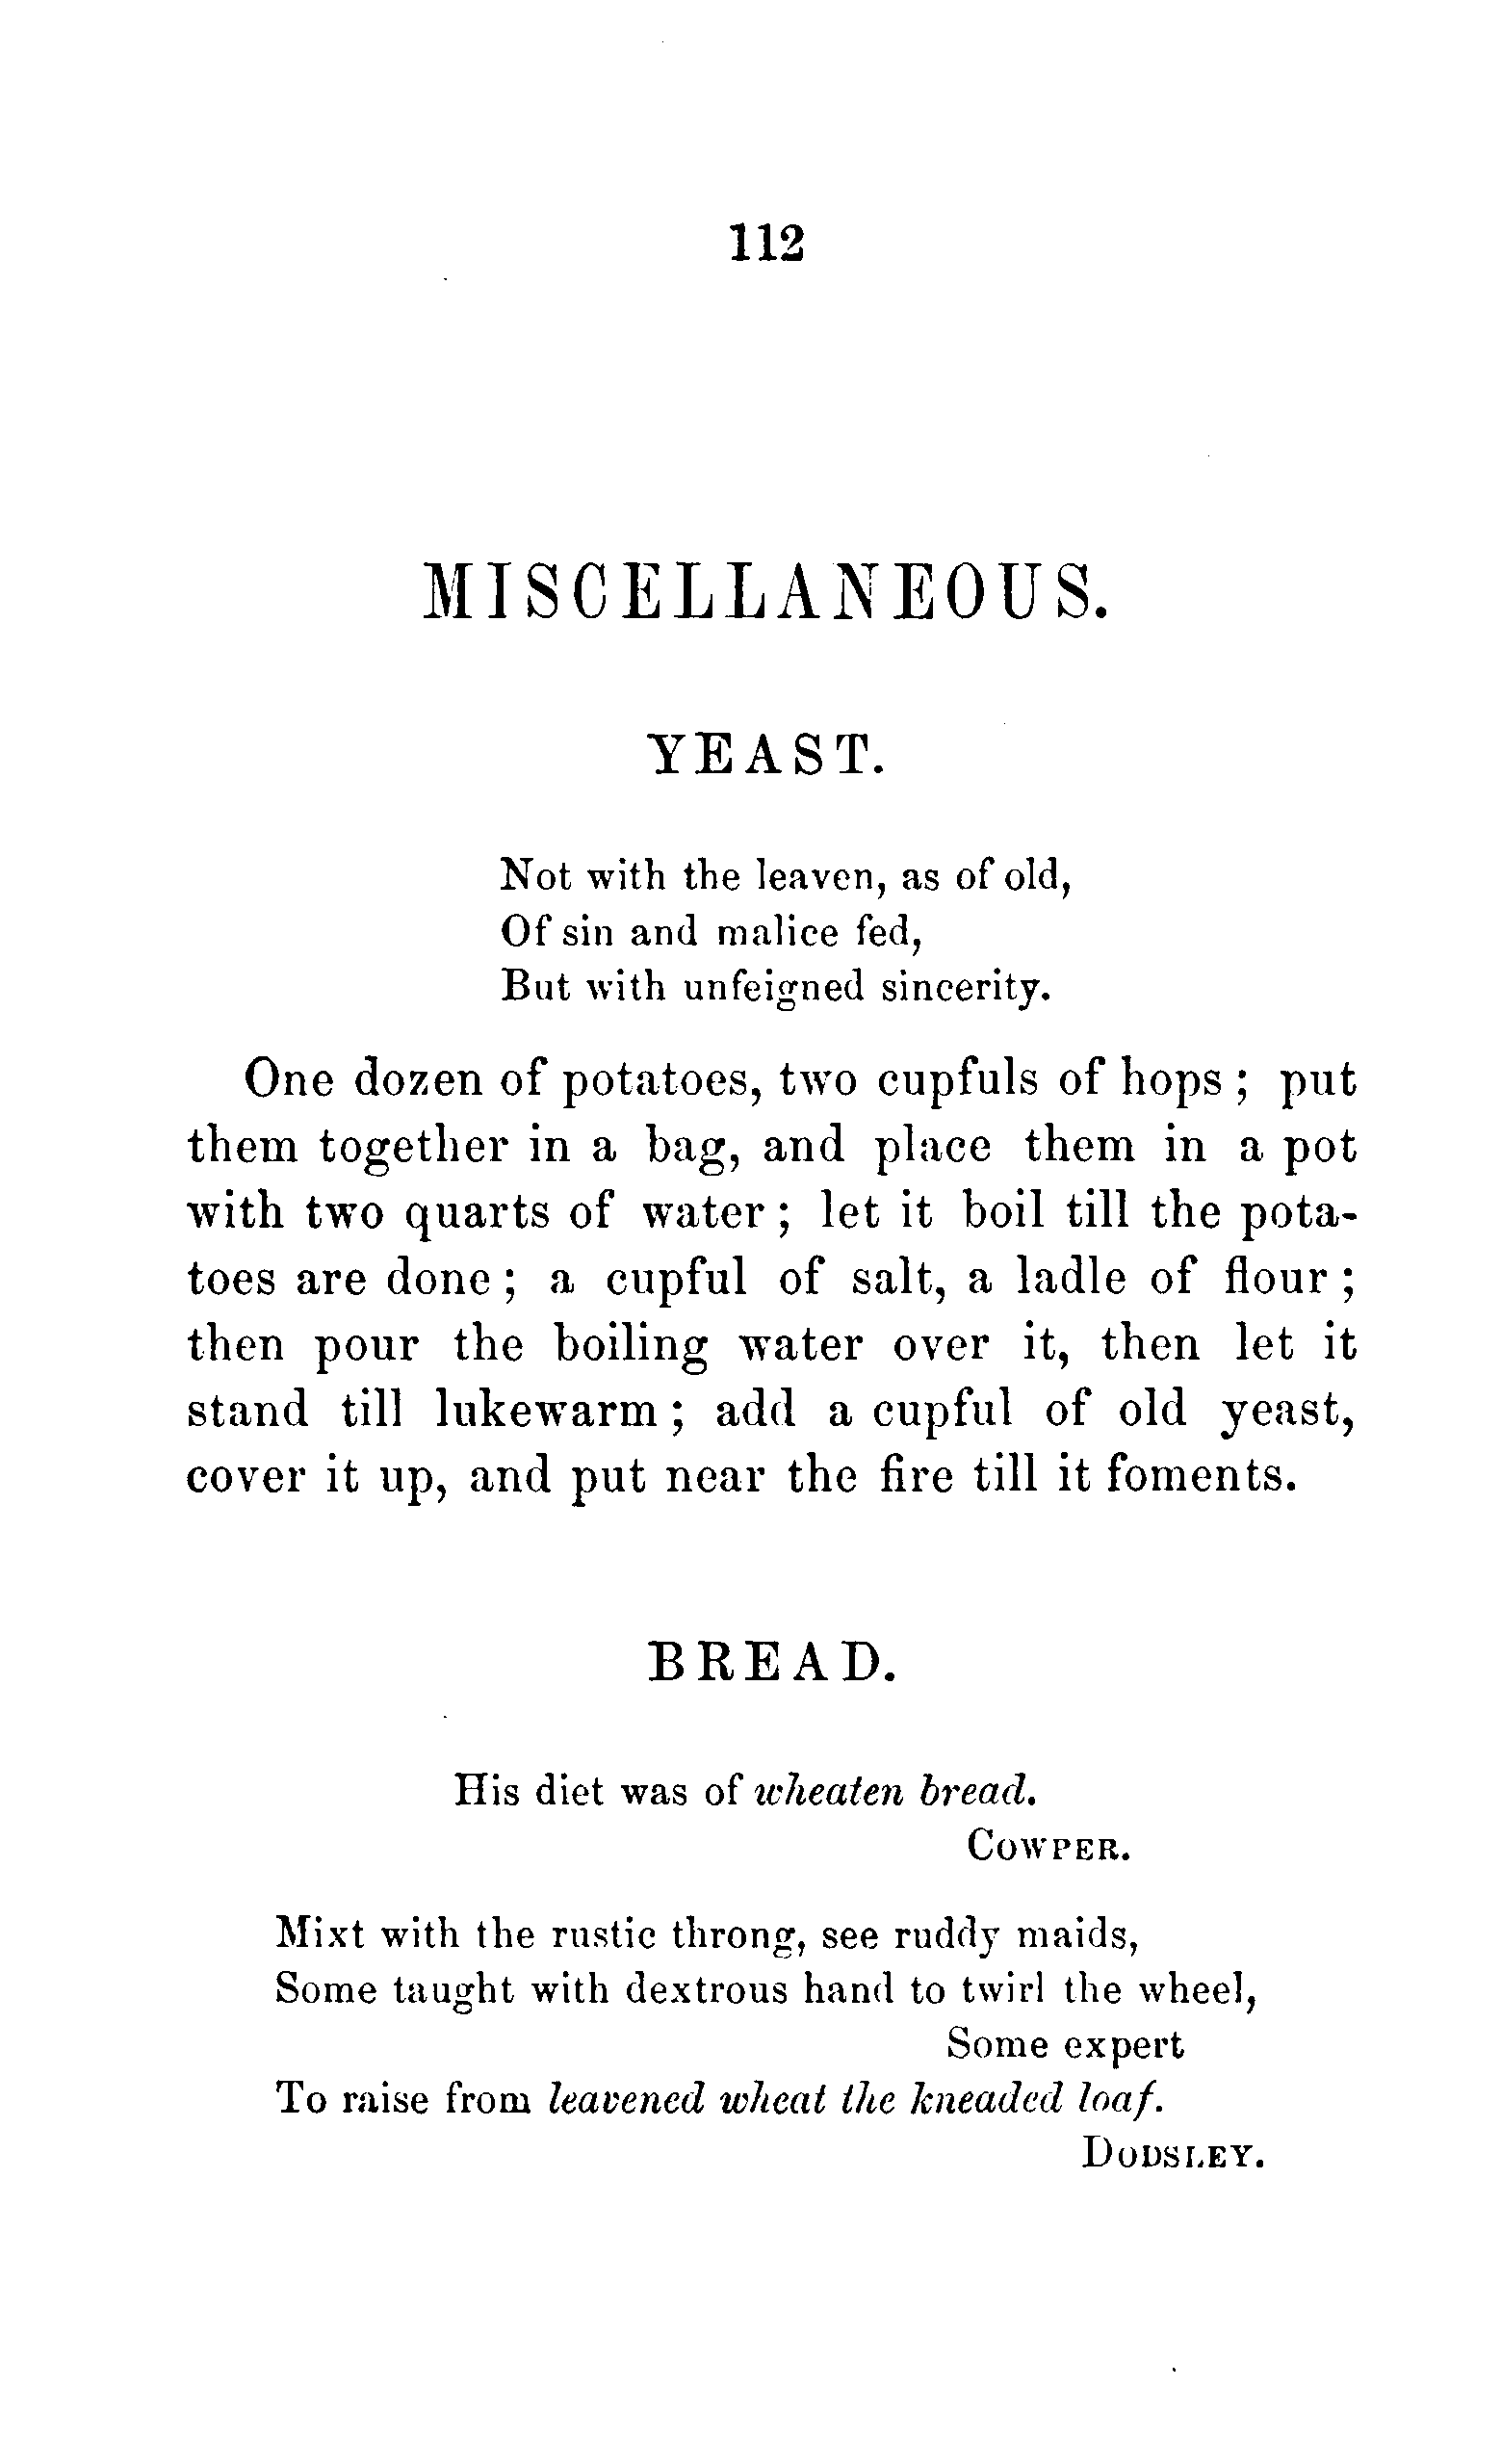 112
MISCELLANEOUS.
YEAST.
Not with the leaven, as of old,
Of sin and malice fed,
But with unfeigned sincerity.
One dozen of potatoes, two cupfuls of hops ; put
them together in a bag, and place them in a pot
with two quarts of water ; let it boil till the pota-
toes are done ; a cupful of salt, a ladle of flour ;
then pour the boiling water over it, then let it
stand till lukewarm ; add a cupful of old yeast,
cover it up, and put near the fire till it foments.
BREAD.
His diet was of wheaten bread.
COWPER.
Mixt with the rustic throng, see ruddy maids,
Some taught with dextrous hand to twirl the wheel,
Some expert
To raise from leavened wheat the kneaded loaf.
DODSLEY.